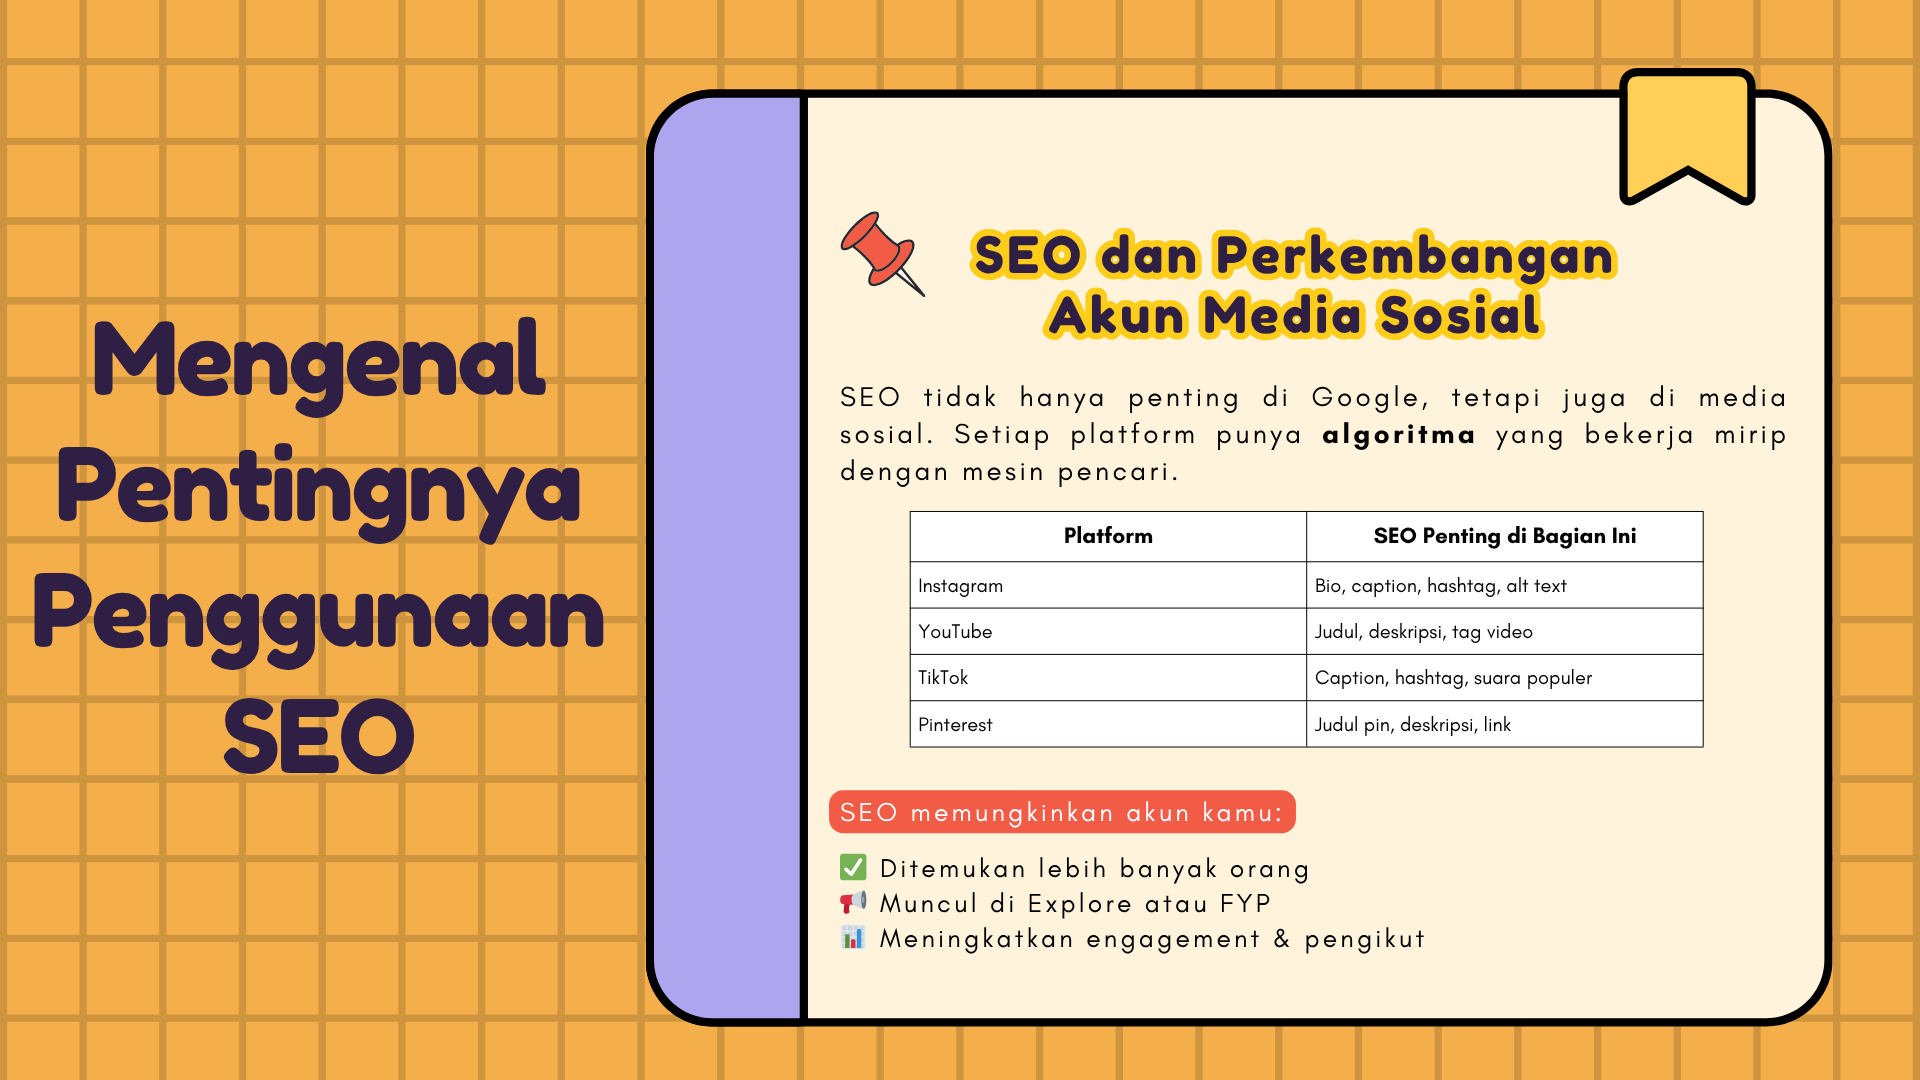 Mengenal
Pentingnya
Penggunaan
SEO
SEO dan Perkembangan
Akun Media Sosial
SEO tidak hanya penting di Google, tetapi juga di media
sosial. Setiap platform punya algoritma yang bekerja mirip
dengan mesin pencari.
Platform SEO Penting di Bagian Ini
Instagram Bio, caption, hashtag, alt text
YouTube Judul, deskripsi, tag video
TikTok Caption, hashtag, suara populer
Pinterest Judul pin, deskripsi, link
SEO memungkinkan akun kamu:
✅ Ditemukan lebih banyak orang
📢 Muncul di Explore atau FYP
📊 Meningkatkan engagement & pengikut